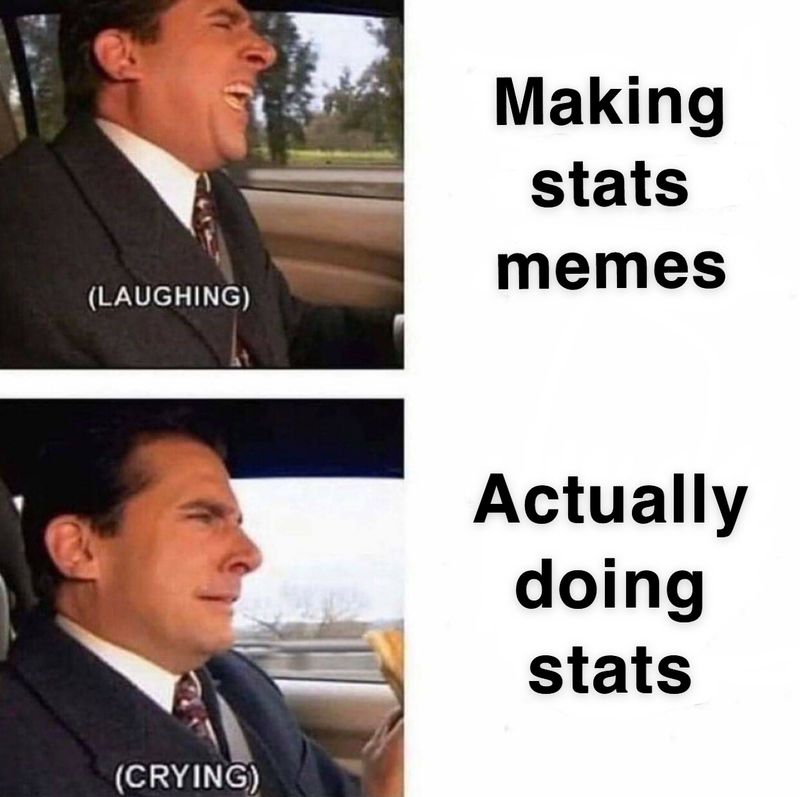 (LAUGHING)
Making
stats
memes
(CRYING)
Actually
doing
stats